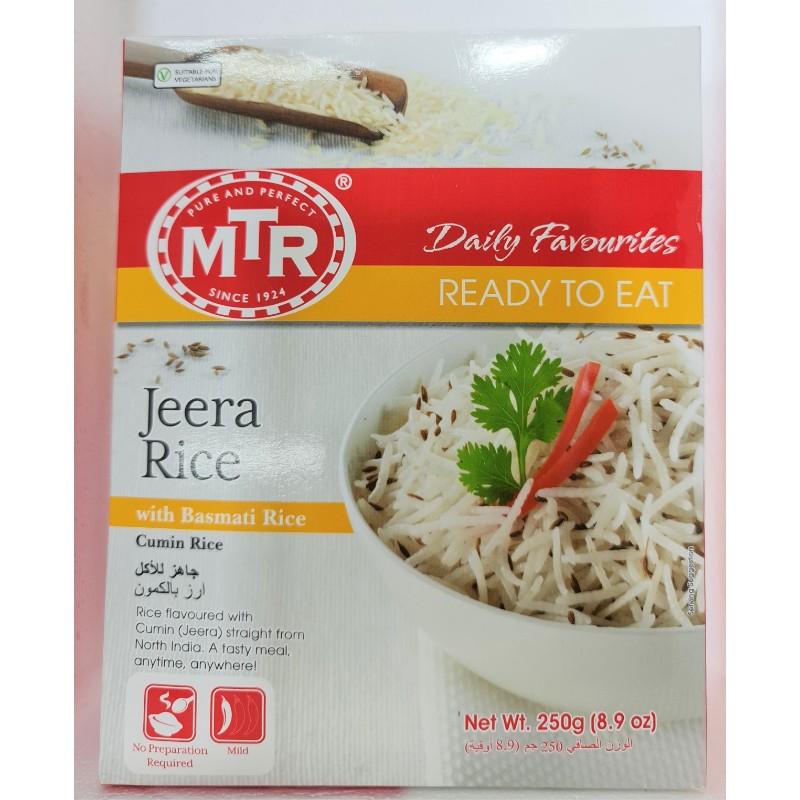 SUITABLE FOR
VEGETARIANS
PURE AND PERFECT
MTR
SINCE 1924
®
Daily Favourites
READY TO EAT
Jeera
Rice
with Basmati Rice
Cumin Rice
جاهز للأكل
أرز بالكمون
Rice flavoured with
Cumin (Jeera) straight from
North India. A tasty meal,
anytime, anywhere!
Serving Suggestion
No Preparation
Required
Mild
Net Wt. 250g (8.9 oz)
الوزن الصافي 250 جم (8.9 أوقية)